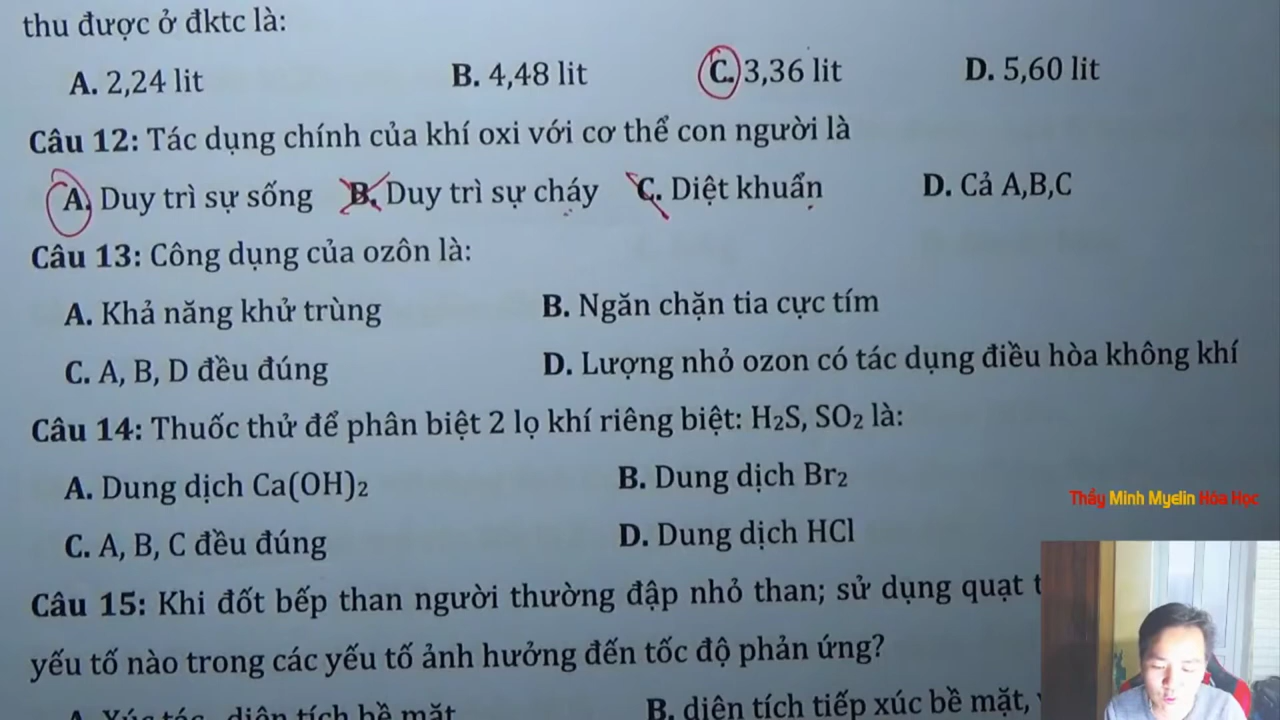 thu được ở đktc là:
A. 2,24 lit B. 4,48 lit C. 3,36 lit D. 5,60 lit
Câu 12: Tác dụng chính của khí oxi với cơ thể con người là
A. Duy trì sự sống B. Duy trì sự cháy C. Diệt khuẩn D. Cả A,B,C
Câu 13: Công dụng của ozôn là:
A. Khả năng khử trùng B. Ngăn chặn tia cực tím
C. A, B, D đều đúng D. Lượng nhỏ ozon có tác dụng điều hòa không khí
Câu 14: Thuốc thử để phân biệt 2 lọ khí riêng biệt: H₂S, SO₂ là:
A. Dung dịch Ca(OH)₂ B. Dung dịch Br₂
Thầy Minh Myelin Hóa Học
C. A, B, C đều đúng D. Dung dịch HCl
Câu 15: Khi đốt bếp than người thường đập nhỏ than; sử dụng quạt
yếu tố nào trong các yếu tố ảnh hưởng đến tốc độ phản ứng?
A. Xúc tác, diện tích bề mặt B. diện tích tiếp xúc bề mặt,